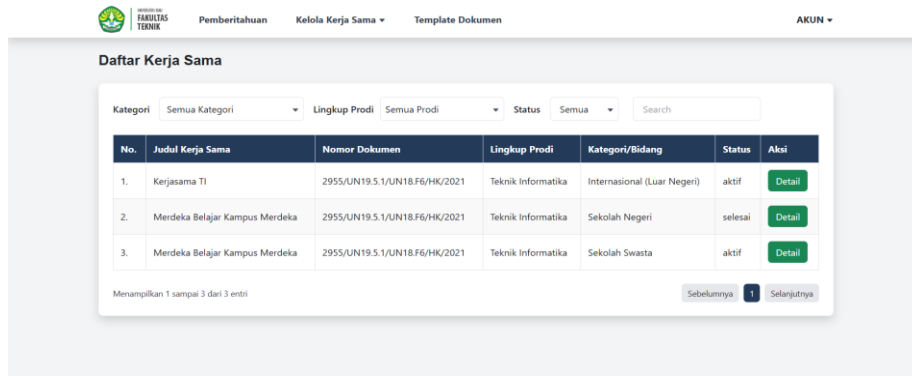 FAKULTAS
TEKNIK
Pemberitahuan Kelola Kerja Sama Template Dokumen AKUN
Daftar Kerja Sama
Kategori Semua Kategori Lingkup Prodi Semua Prodi Status Semua Search
No. Judul Kerja Sama Nomor Dokumen Lingkup Prodi Kategori/Bidang Status Aksi
1. Kerjasama TI 2955/UN19.5.1/UN18.F6/HK/2021 Teknik Informatika Internasional (Luar Negeri) aktif Detail
2. Merdeka Belajar Kampus Merdeka 2955/UN19.5.1/UN18.F6/HK/2021 Teknik Informatika Sekolah Negeri selesai Detail
3. Merdeka Belajar Kampus Merdeka 2955/UN19.5.1/UN18.F6/HK/2021 Teknik Informatika Sekolah Swasta aktif Detail
Menampilkan 1 sampai 3 dari 3 entri Sebelumnya 1 Selanjutnya